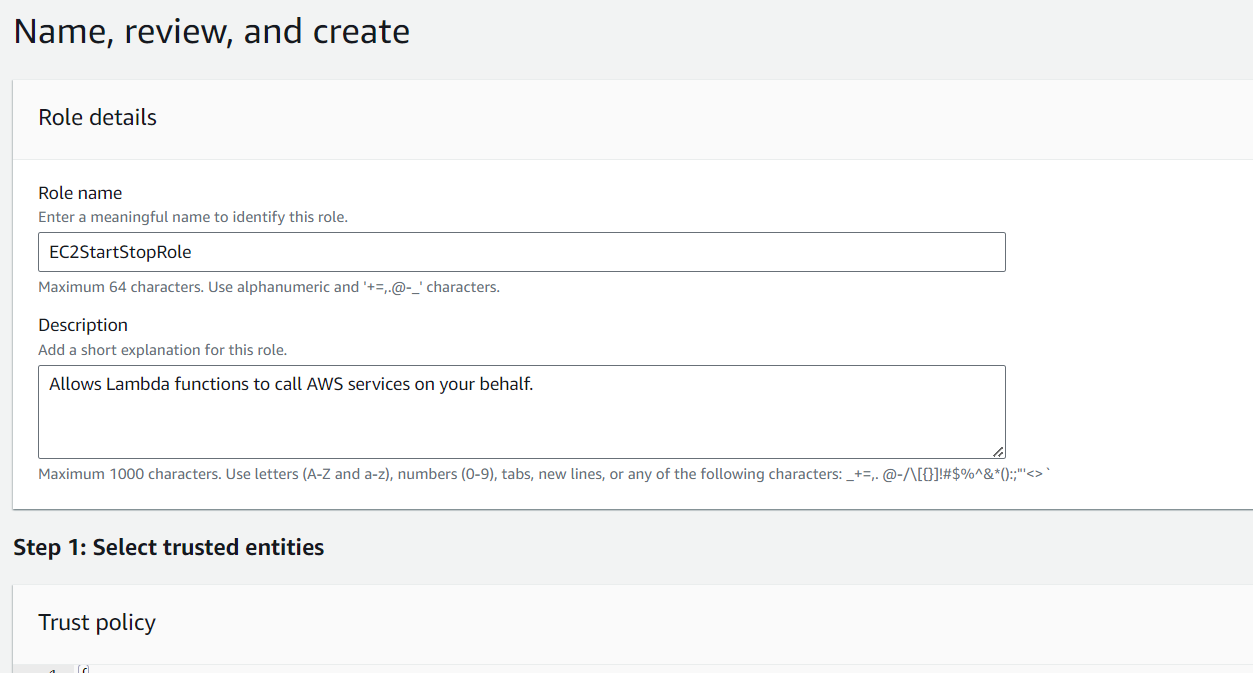 Name, review, and create
Role details
Role name
Enter a meaningful name to identify this role.
EC2StartStopRole
Maximum 64 characters. Use alphanumeric and '+=,.@-_' characters.
Description
Add a short explanation for this role.
Allows Lambda functions to call AWS services on your behalf.
Maximum 1000 characters. Use letters (A-Z and a-z), numbers (0-9), tabs, new lines, or any of the following characters: _+=,. @-/\[{}]!#$%^&*():;"'<> `
Step 1: Select trusted entities
Trust policy